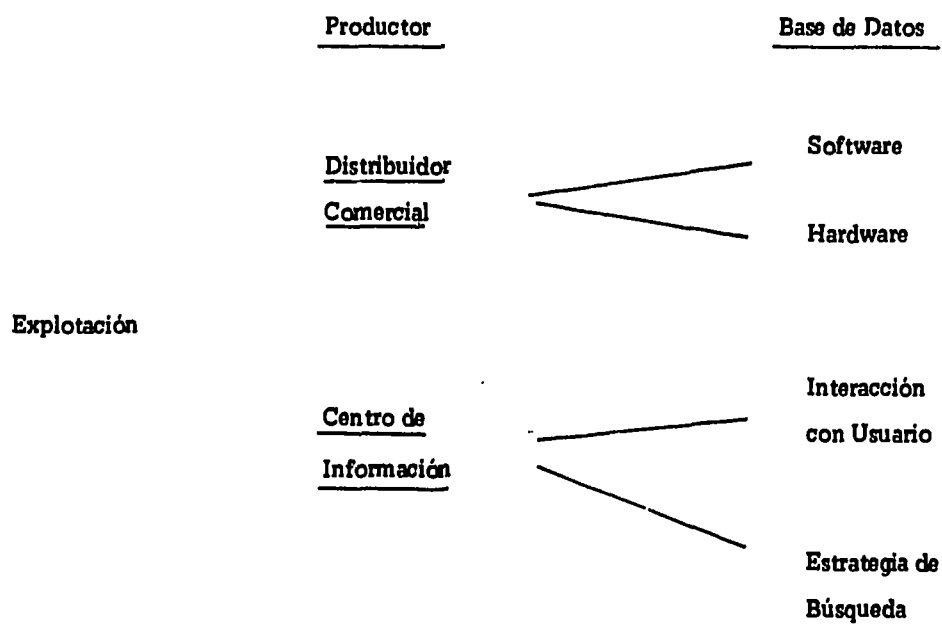 Productor
Base de Datos
Software
Distribuidor
Comercial
Hardware
Explotación
Interacción
con Usuario
Centro de
Información
Estrategia de
Búsqueda